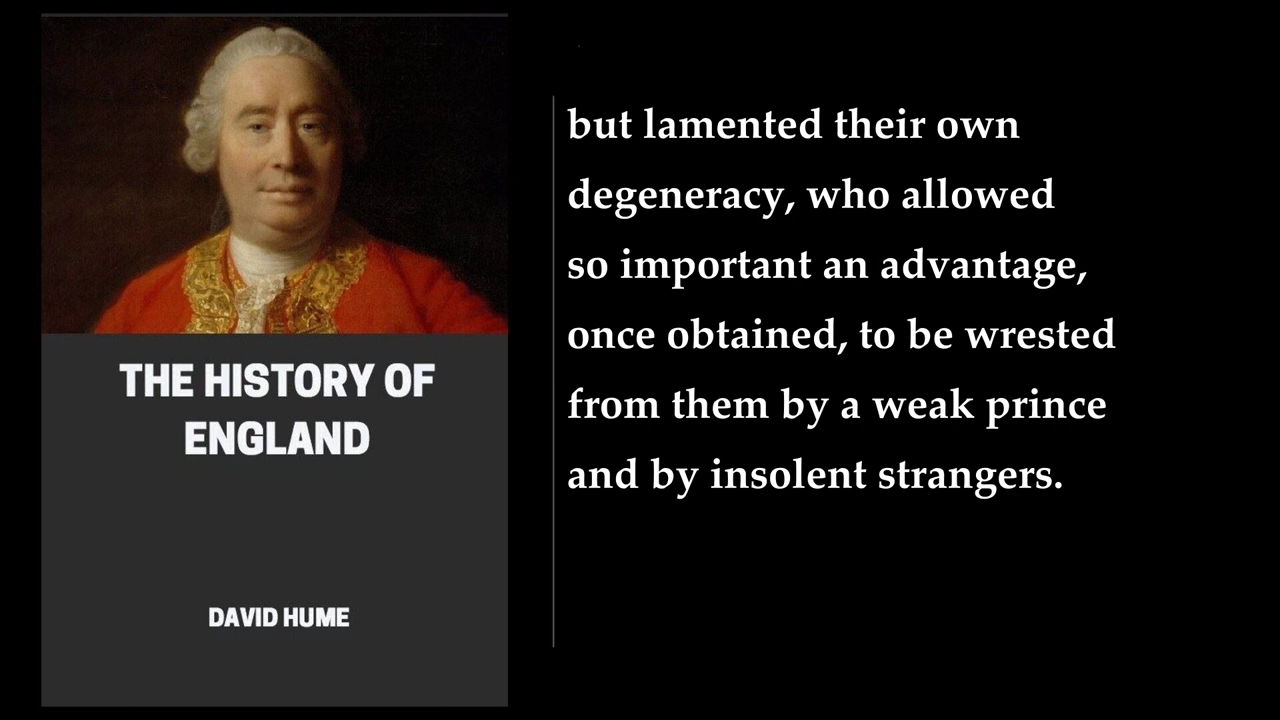 THE HISTORY OF
ENGLAND
DAVID HUME
but lamented their own
degeneracy, who allowed
so important an advantage,
once obtained, to be wrested
from them by a weak prince
and by insolent strangers.